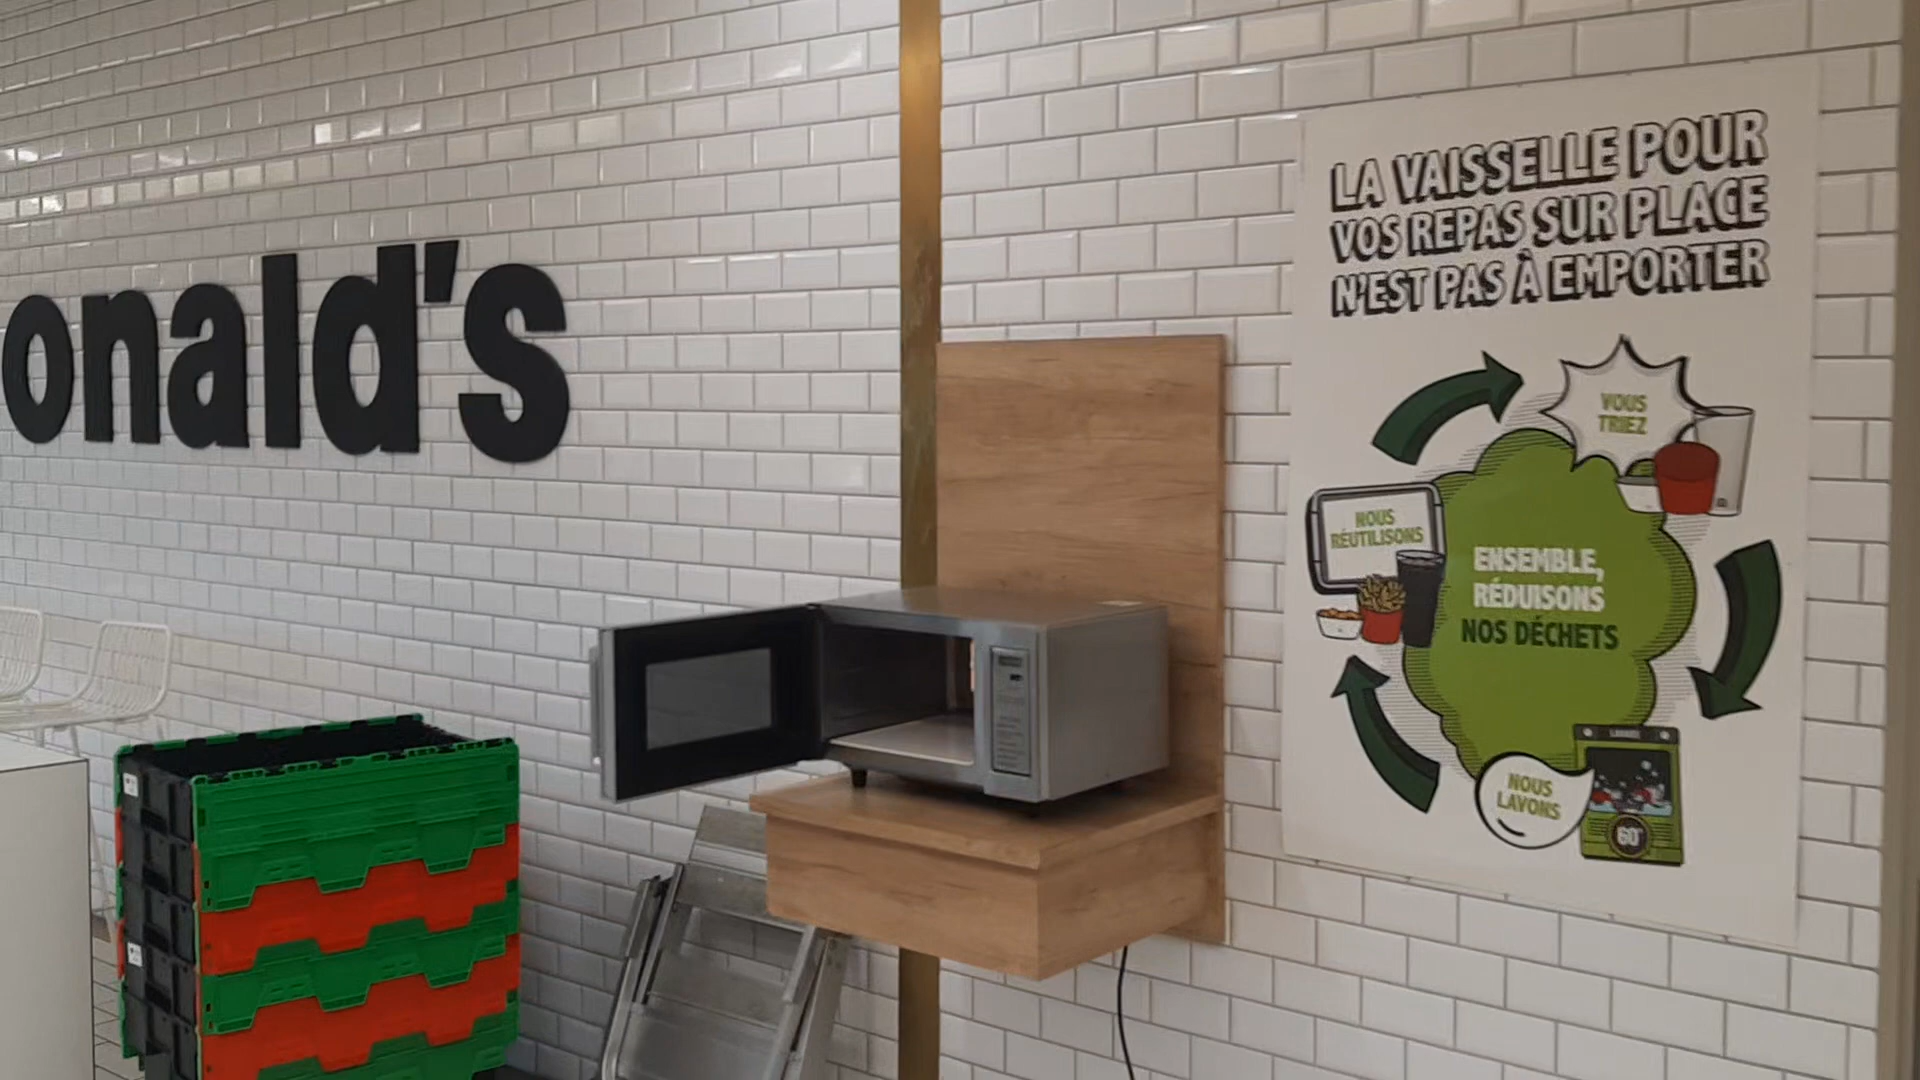 onald's
LA VAISSELLE POUR
VOS REPAS SUR PLACE
N'EST PAS À EMPORTER
VOUS
TRIEZ
NOUS
RÉUTILISONS
ENSEMBLE,
RÉDUISONS
NOS DÉCHETS
NOUS
LAVONS
LAVAGE
60°